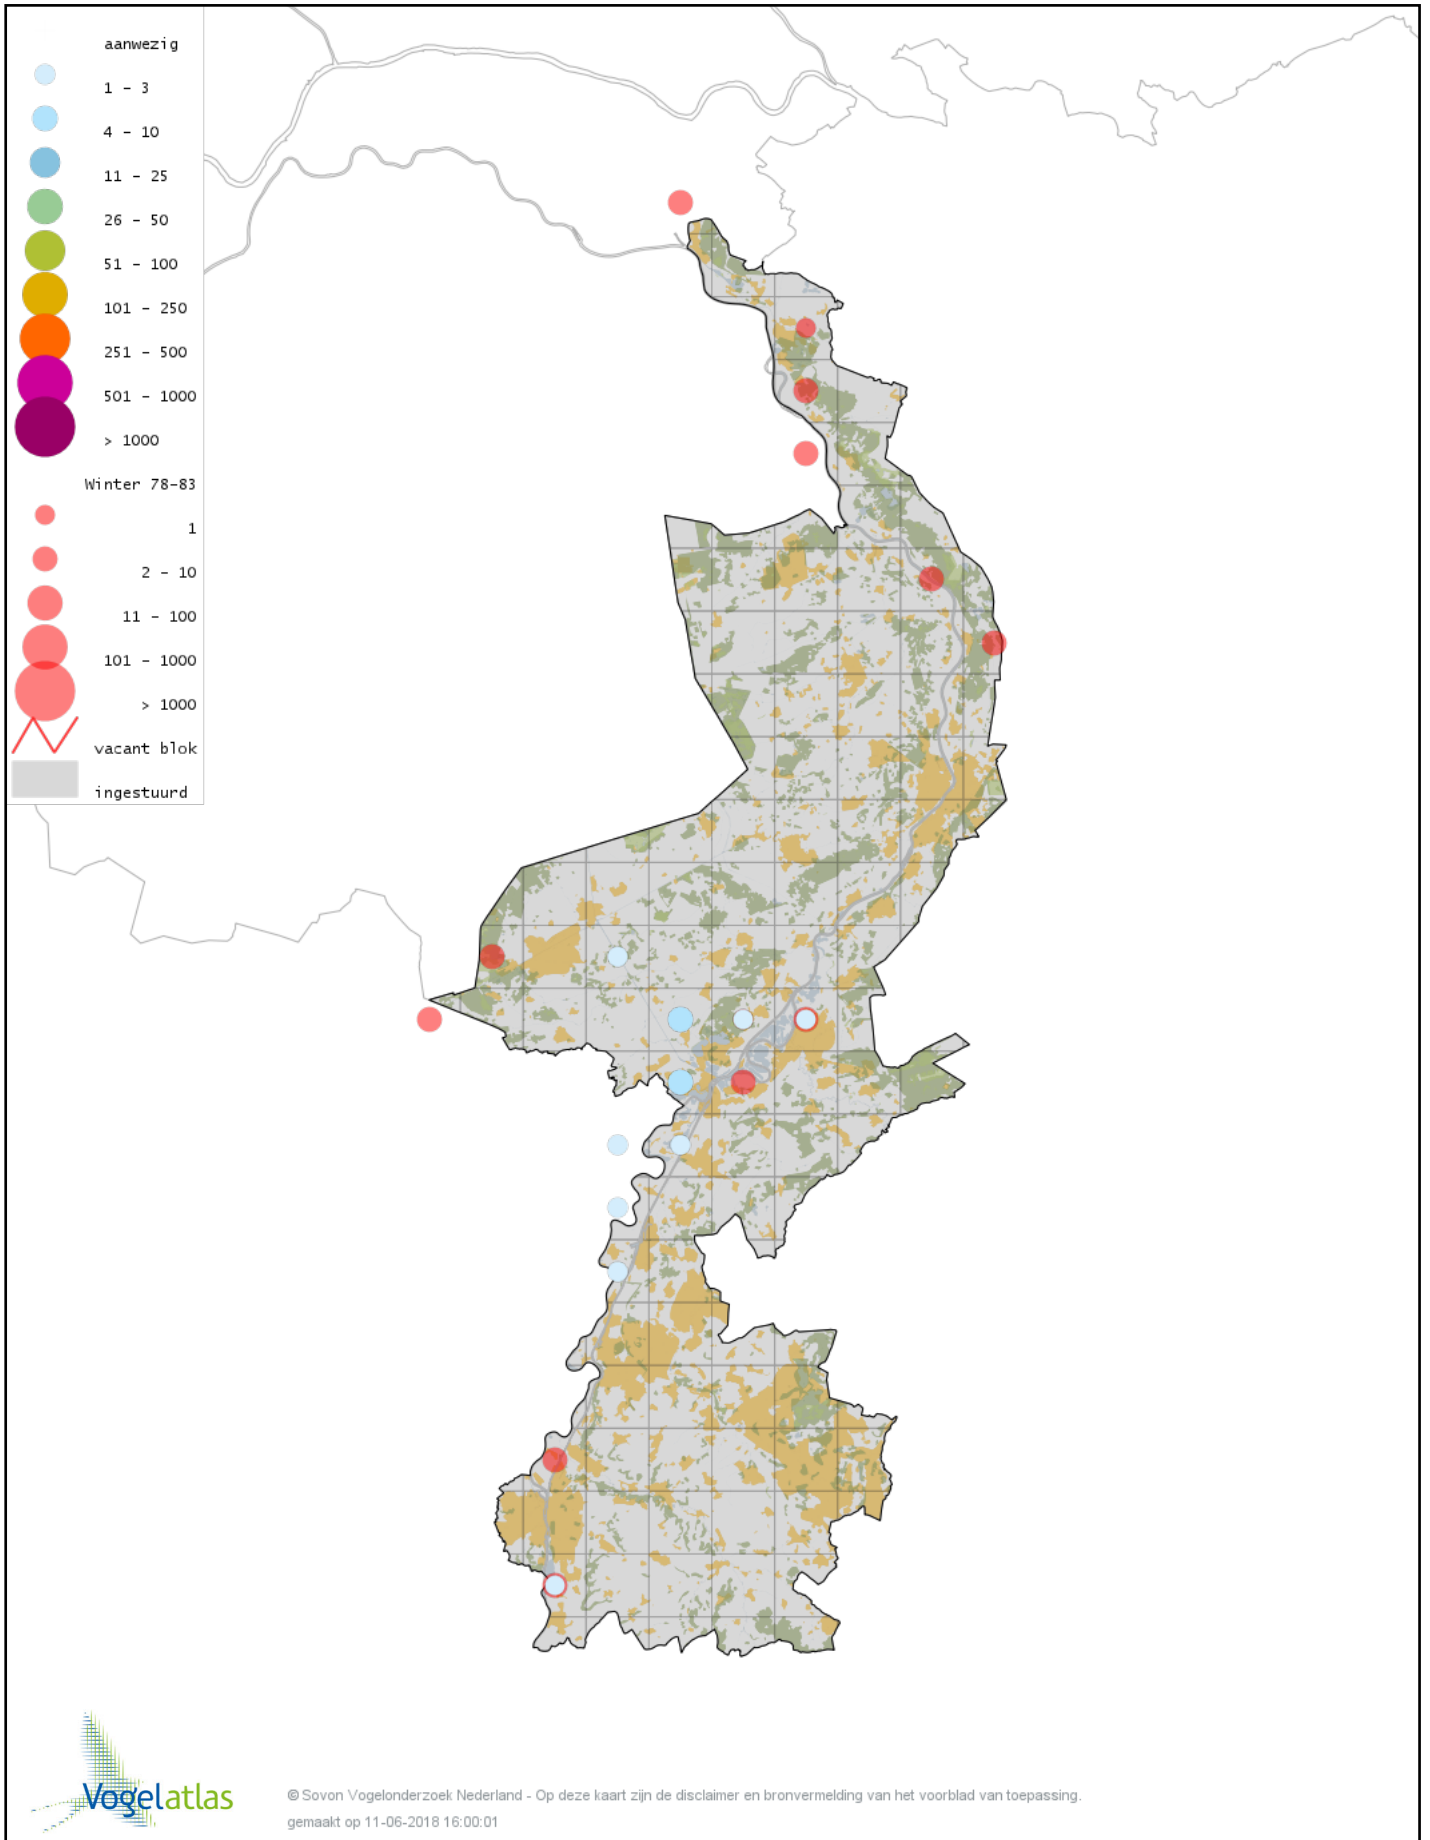 aanwezig
1 - 3
4 - 10
11 - 25
26 - 50
51 - 100
101 - 250
251 - 500
501 - 1000
> 1000
Winter 78-83
1
2 - 10
11 - 100
101 - 1000
> 1000
vacant blok
ingestuurd
Vogelatlas
© Sovon Vogelonderzoek Nederland - Op deze kaart zijn de disclaimer en bronvermelding van het voorblad van toepassing.
gemaakt op 11-06-2018 16:00:01